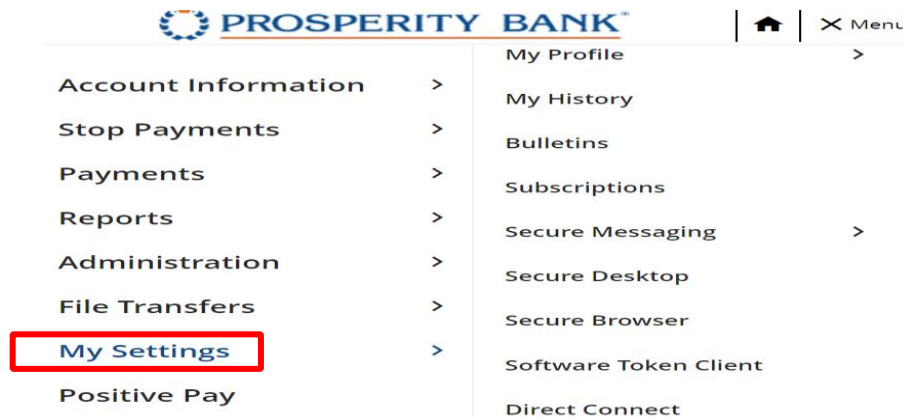 PROSPERITY BANK®
Menu
Account Information >
Stop Payments >
Payments >
Reports >
Administration >
File Transfers >
My Settings >
Positive Pay
My Profile >
My History
Bulletins
Subscriptions
Secure Messaging >
Secure Desktop
Secure Browser
Software Token Client
Direct Connect